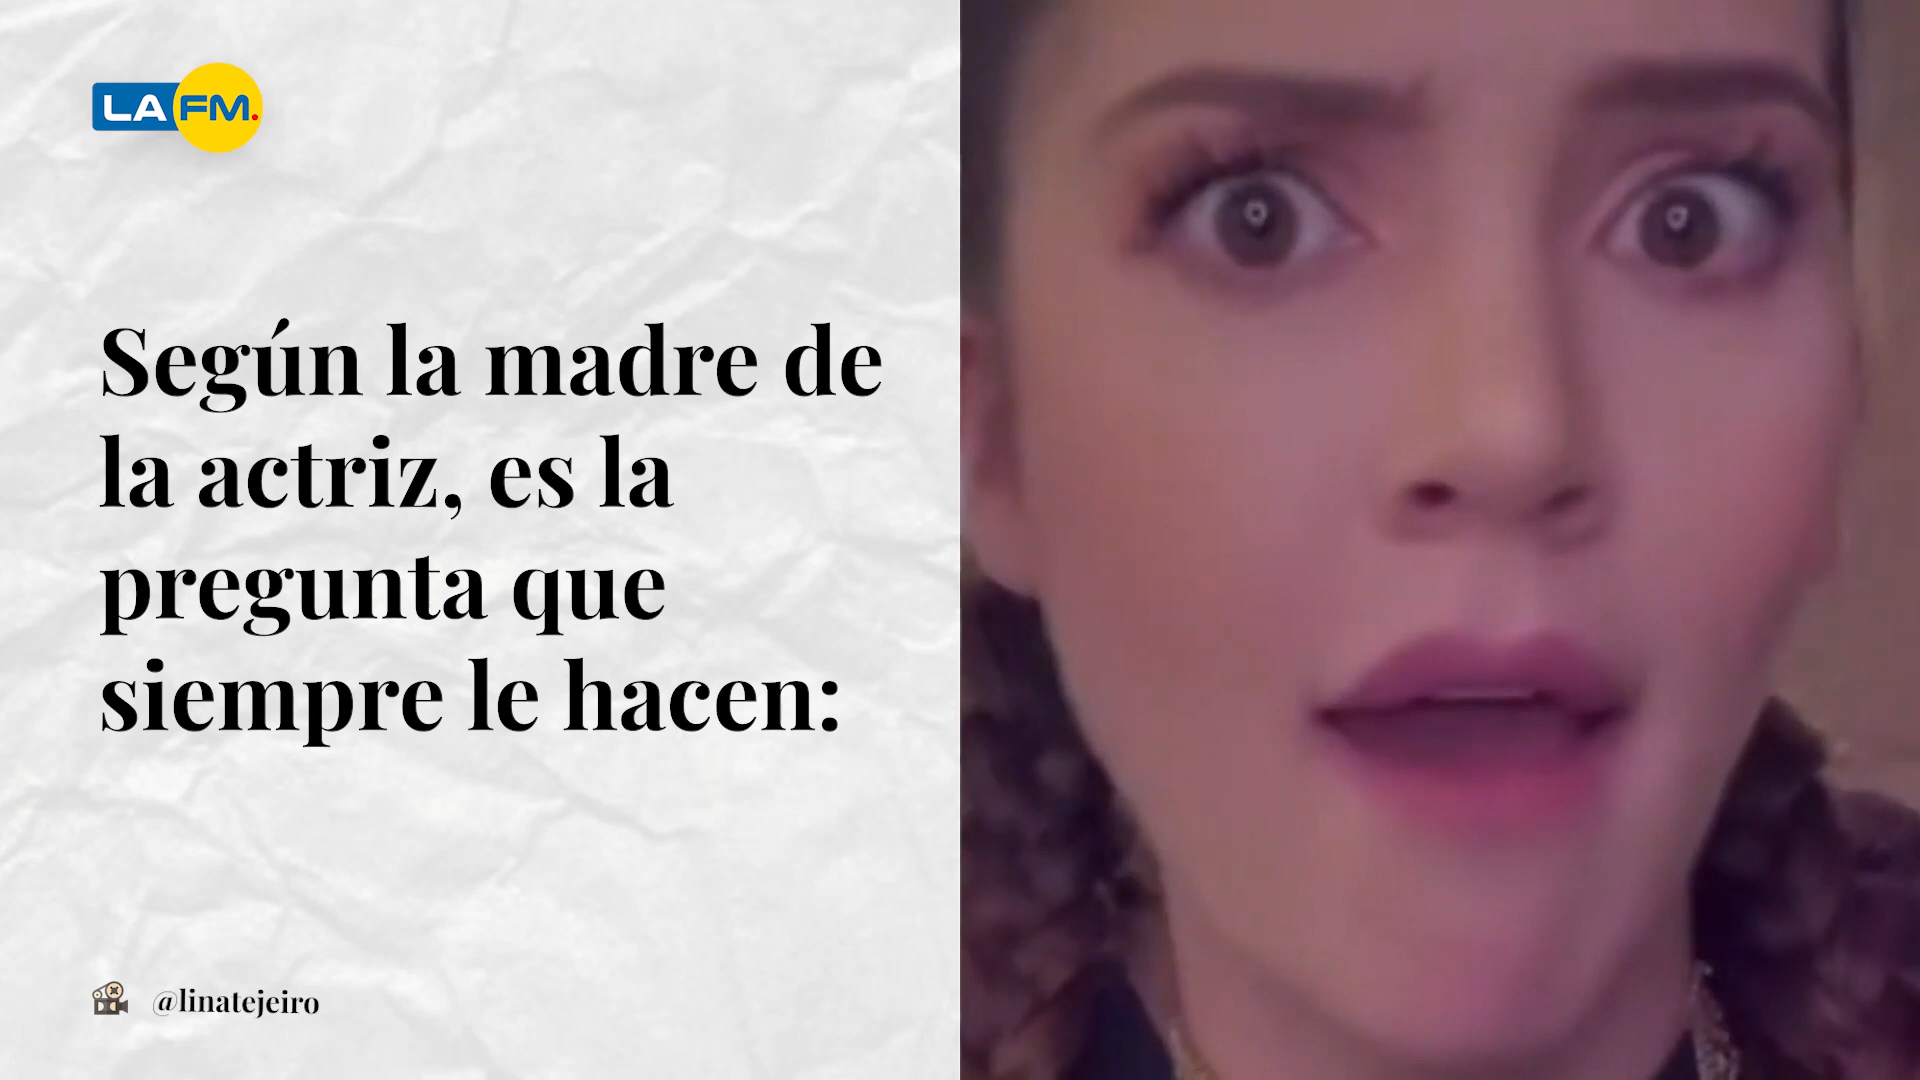 LA FM.
Según la madre de
la actriz, es la
pregunta que
siempre le hacen:
@linatejeiro